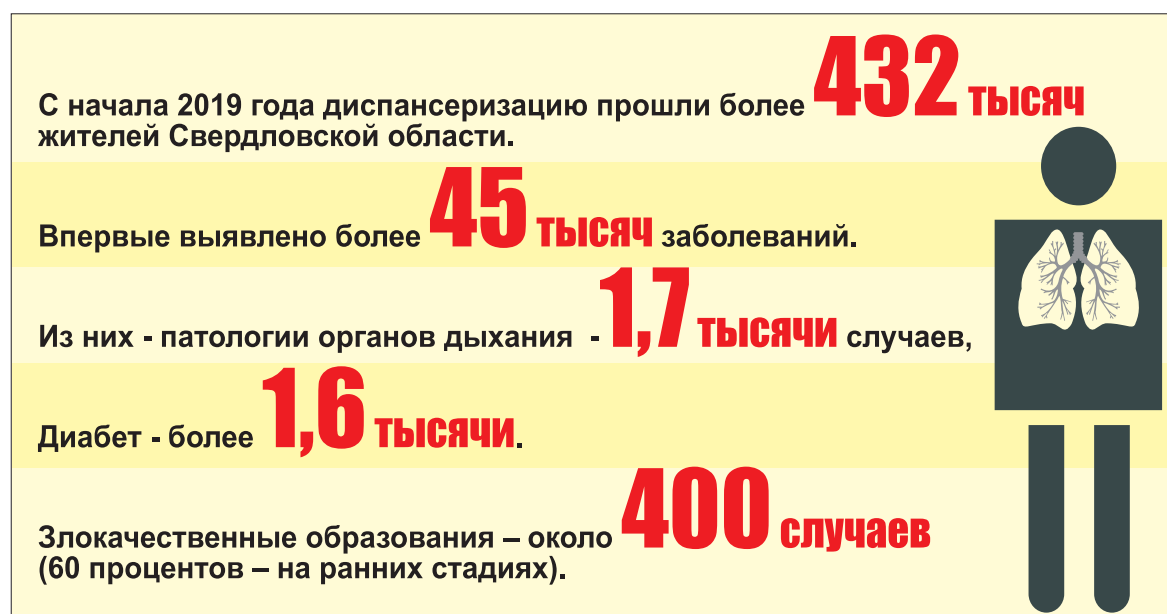 С начала 2019 года диспансеризацию прошли более 432 тысяч
жителей Свердловской области.
Впервые выявлено более 45 тысяч заболеваний.
Из них - патологии органов дыхания - 1,7 тысячи случаев,
Диабет - более 1,6 тысячи.
Злокачественные образования – около 400 случаев
(60 процентов – на ранних стадиях).